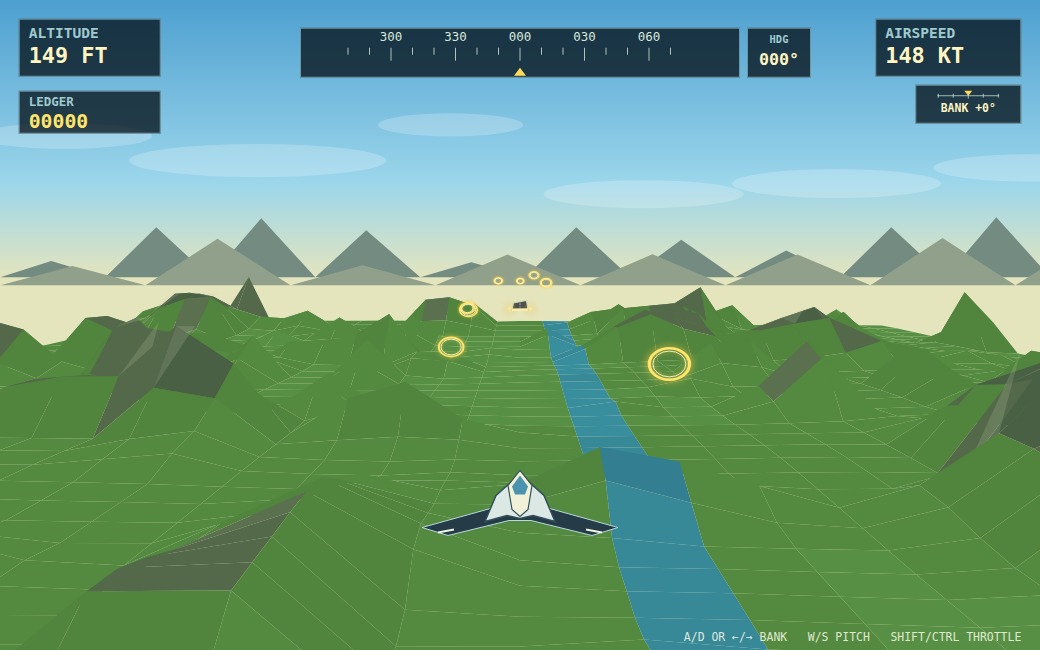 ALTITUDE
149 FT
LEDGER
00000
300 330 000 030 060
HDG
000°
AIRSPEED
148 KT
BANK +0°
A/D OR ←/→ BANK W/S PITCH SHIFT/CTRL THROTTLE